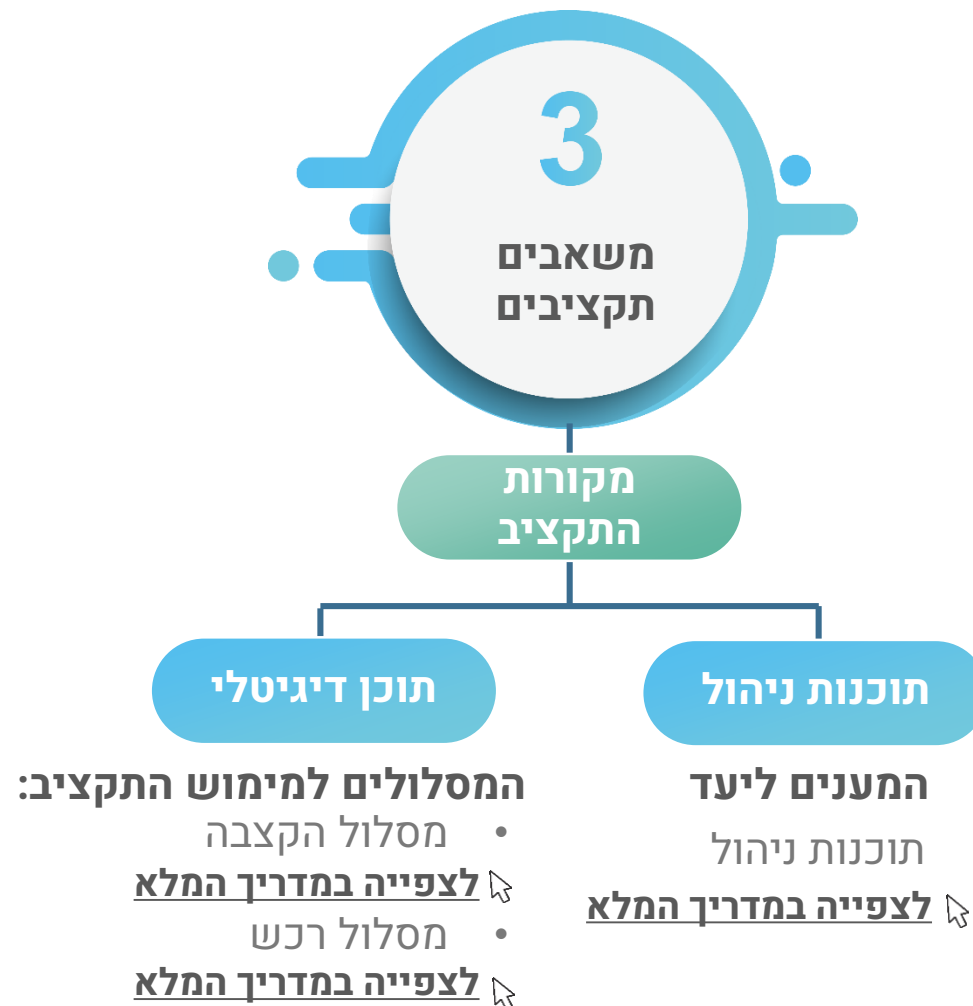 3
משאבים
תקציבים
מקורות
התקציב
תוכנות ניהול
המענים ליעד
תוכנות ניהול
לצפייה במדריך המלא
תוכן דיגיטלי
המסלולים למימוש התקציב:
• מסלול הקצבה
לצפייה במדריך המלא
• מסלול רכש
לצפייה במדריך המלא